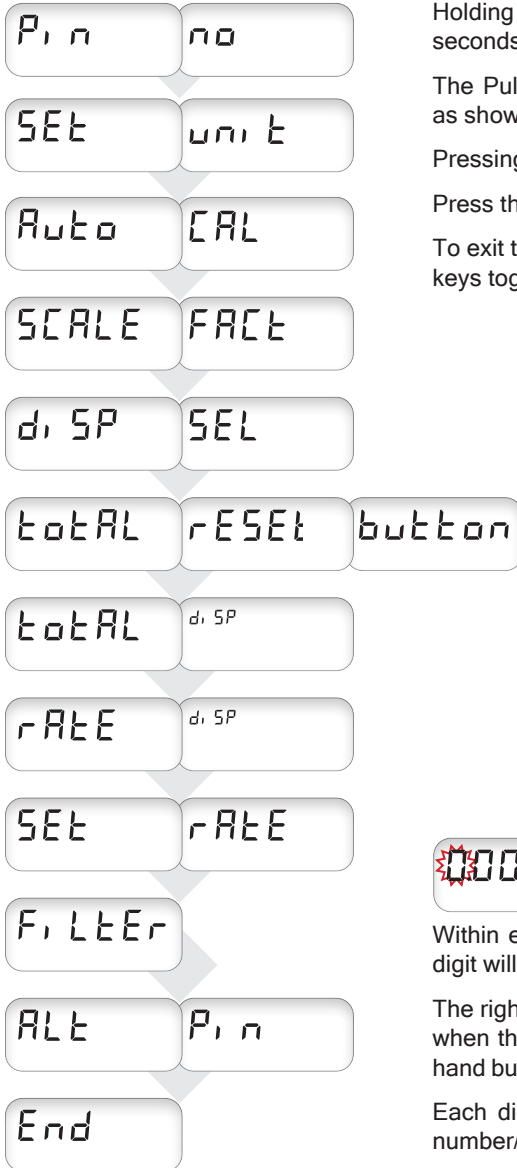 Pin no
SEt unit
Auto CAL
SCALE FACt
diSP SEL
totAL rESEt button
totAL diSP
rAtE diSP
SEt rAtE
FiLtEr
ALt Pin
End
Holding
seconds
The Pul
as show
Pressing
Press th
To exit t
keys tog
000
Within e
digit will
The righ
when th
hand bu
Each di
number/